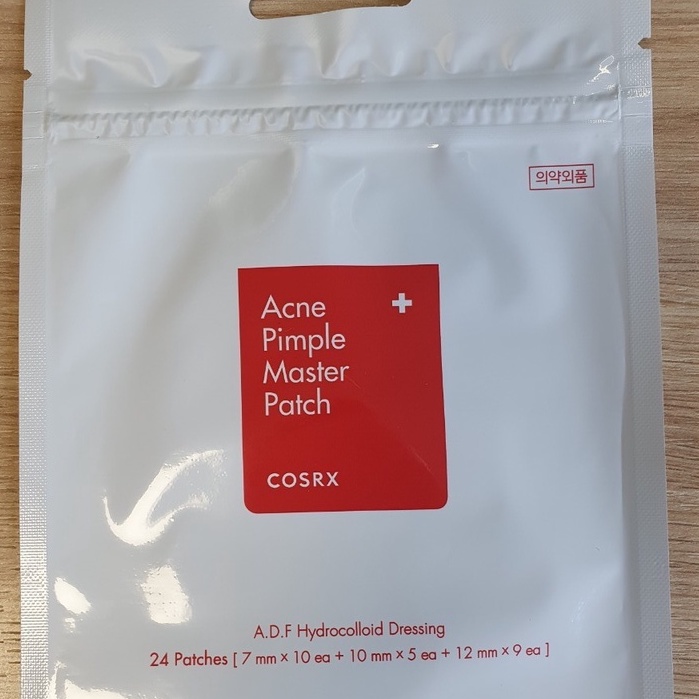 의약외품
Acne
Pimple
Master
Patch
COSRX
A.D.F Hydrocolloid Dressing
24 Patches [ 7 mm × 10 ea + 10 mm × 5 ea + 12 mm × 9 ea ]